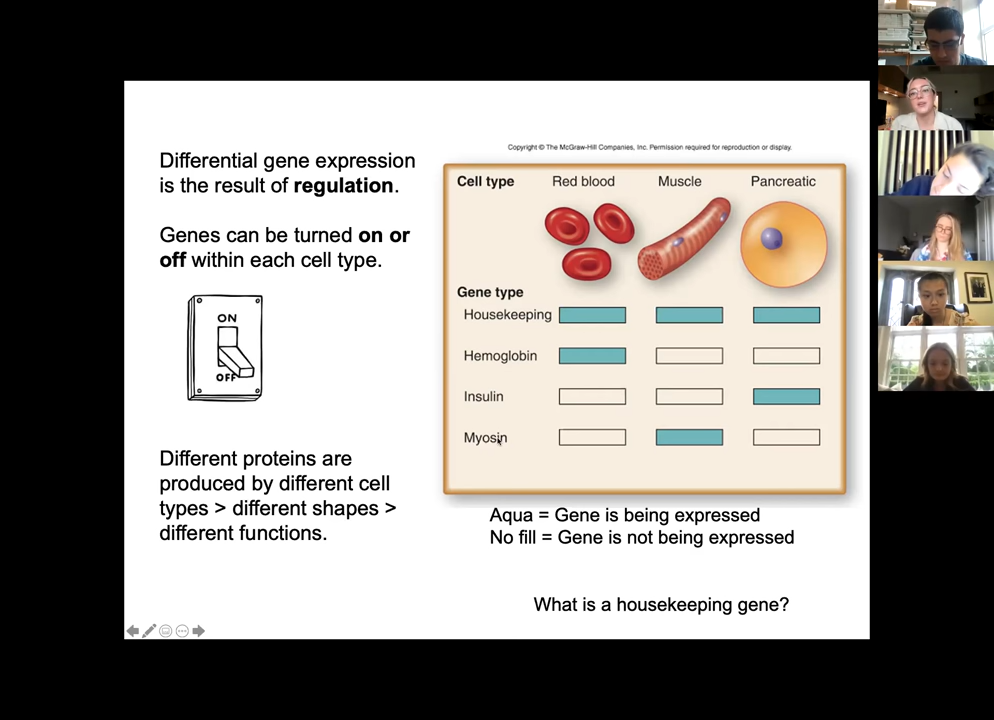 Differential gene expression
is the result of regulation.
Genes can be turned on or
off within each cell type.
ON
OFF
Different proteins are
produced by different cell
types > different shapes >
different functions.
Copyright © The McGraw-Hill Companies, Inc. Permission required for reproduction or display.
Cell type Red blood Muscle Pancreatic
Gene type
Housekeeping
Hemoglobin
Insulin
Myosin
Aqua = Gene is being expressed
No fill = Gene is not being expressed
What is a housekeeping gene?